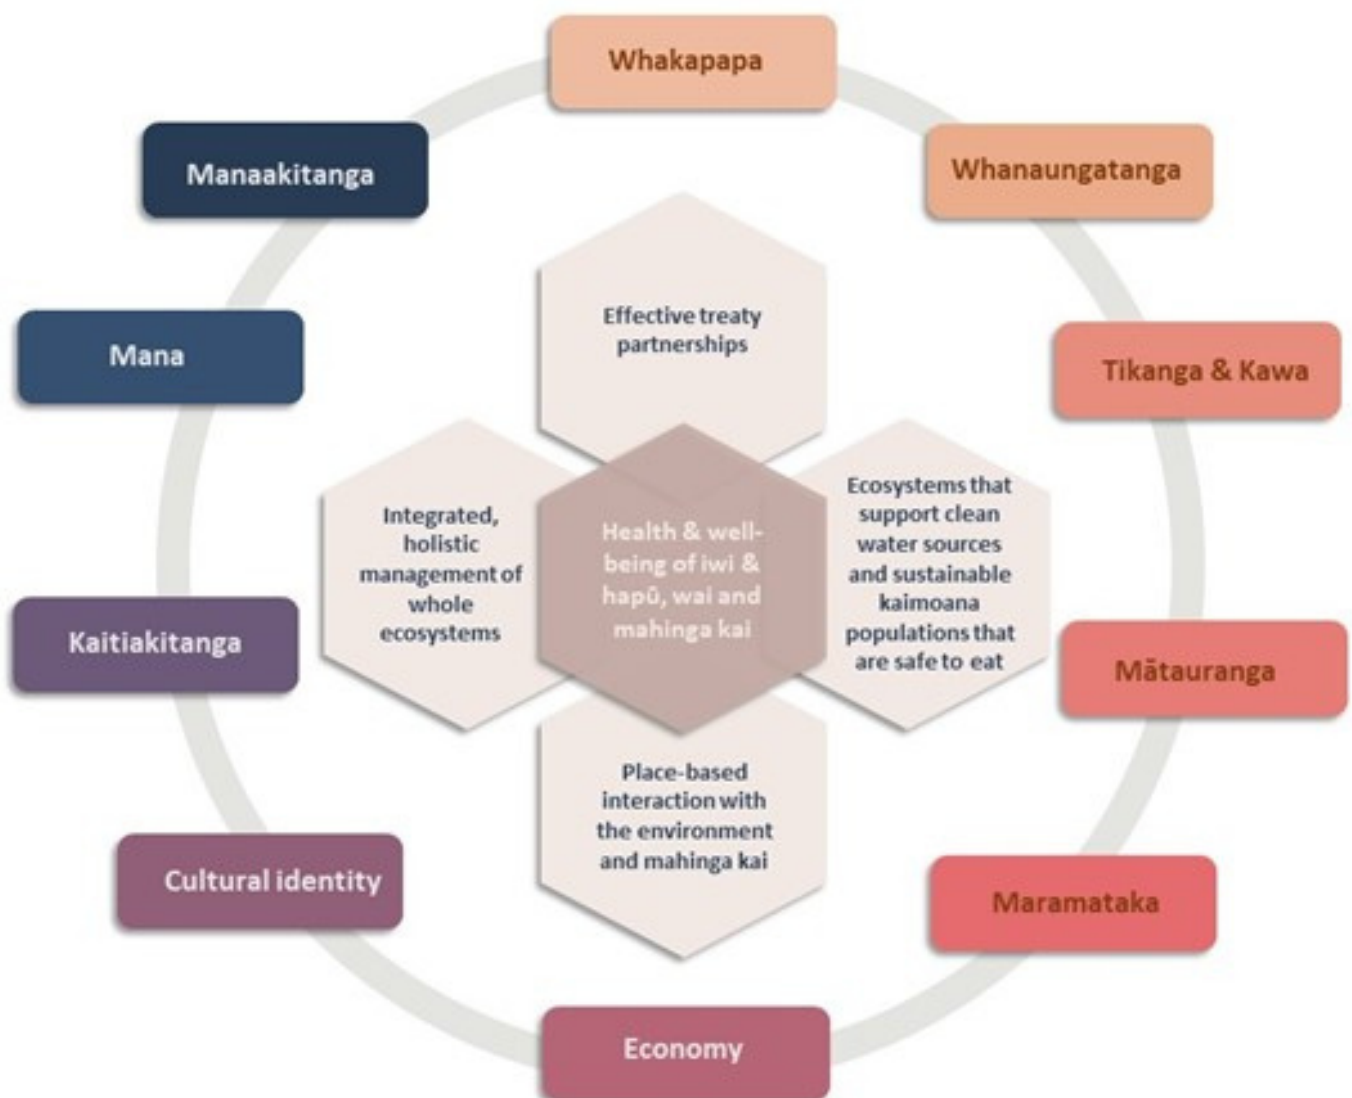 Whakapapa
Manaakitanga
Whanaungatanga
Mana
Effective treaty
partnerships
Tikanga & Kawa
Integrated,
holistic
management of
whole
ecosystems
Health & well-
being of iwi &
hapū, wai and
mahinga kai
Ecosystems that
support clean
water sources
and sustainable
kaimoana
populations that
are safe to eat
Kaitiakitanga
Mātauranga
Place-based
interaction with
the environment
and mahinga kai
Cultural identity
Maramataka
Economy